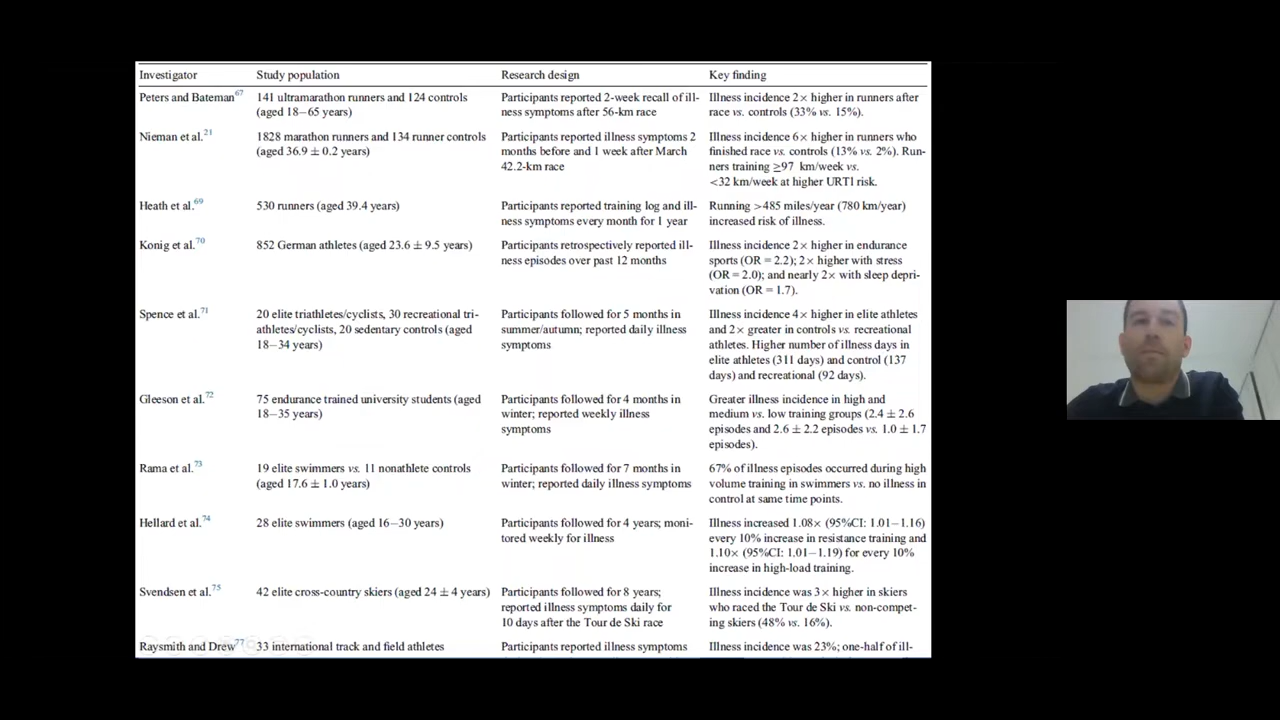 Investigator Study population Research design Key finding
Peters and Bateman67 141 ultramarathon runners and 124 controls Participants reported 2-week recall of ill- Illness incidence 2× higher in runners after
(aged 18−65 years) ness symptoms after 56-km race race vs. controls (33% vs. 15%).
Nieman et al.21 1828 marathon runners and 134 runner controls Participants reported illness symptoms 2 Illness incidence 6× higher in runners who
(aged 36.9 ± 0.2 years) months before and 1 week after March finished race vs. controls (13% vs. 2%). Run-
42.2-km race ners training ≥97 km/week vs.
<32 km/week at higher URTI risk.
Heath et al.69 530 runners (aged 39.4 years) Participants reported training log and ill- Running >485 miles/year (780 km/year)
ness symptoms every month for 1 year increased risk of illness.
Konig et al.70 852 German athletes (aged 23.6 ± 9.5 years) Participants retrospectively reported ill- Illness incidence 2× higher in endurance
ness episodes over past 12 months sports (OR = 2.2); 2× higher with stress
(OR = 2.0); and nearly 2× with sleep depri-
vation (OR = 1.7).
Spence et al.71 20 elite triathletes/cyclists, 30 recreational tri- Participants followed for 5 months in Illness incidence 4× higher in elite athletes
athletes/cyclists, 20 sedentary controls (aged summer/autumn; reported daily illness and 2× greater in controls vs. recreational
18−34 years) symptoms athletes. Higher number of illness days in
elite athletes (311 days) and control (137
days) and recreational (92 days).
Gleeson et al.72 75 endurance trained university students (aged Participants followed for 4 months in Greater illness incidence in high and
18−35 years) winter; reported weekly illness medium vs. low training groups (2.4 ± 2.6
symptoms episodes and 2.6 ± 2.2 episodes vs. 1.0 ± 1.7
episodes).
Rama et al.73 19 elite swimmers vs. 11 nonathlete controls Participants followed for 7 months in 67% of illness episodes occurred during high
(aged 17.6 ± 1.0 years) winter; reported daily illness symptoms volume training in swimmers vs. no illness in
control at same time points.
Hellard et al.74 28 elite swimmers (aged 16−30 years) Participants followed for 4 years; moni- Illness increased 1.08× (95%CI: 1.01−1.16)
tored weekly for illness every 10% increase in resistance training and
1.10× (95%CI: 1.01−1.19) for every 10%
increase in high-load training.
Svendsen et al.75 42 elite cross-country skiers (aged 24 ± 4 years) Participants followed for 8 years; Illness incidence was 3× higher in skiers
reported illness symptoms daily for who raced the Tour de Ski vs. non-compet-
10 days after the Tour de Ski race ing skiers (48% vs. 16%).
Raysmith and Drew77 33 international track and field athletes Participants reported illness symptoms Illness incidence was 23%; one-half of ill-